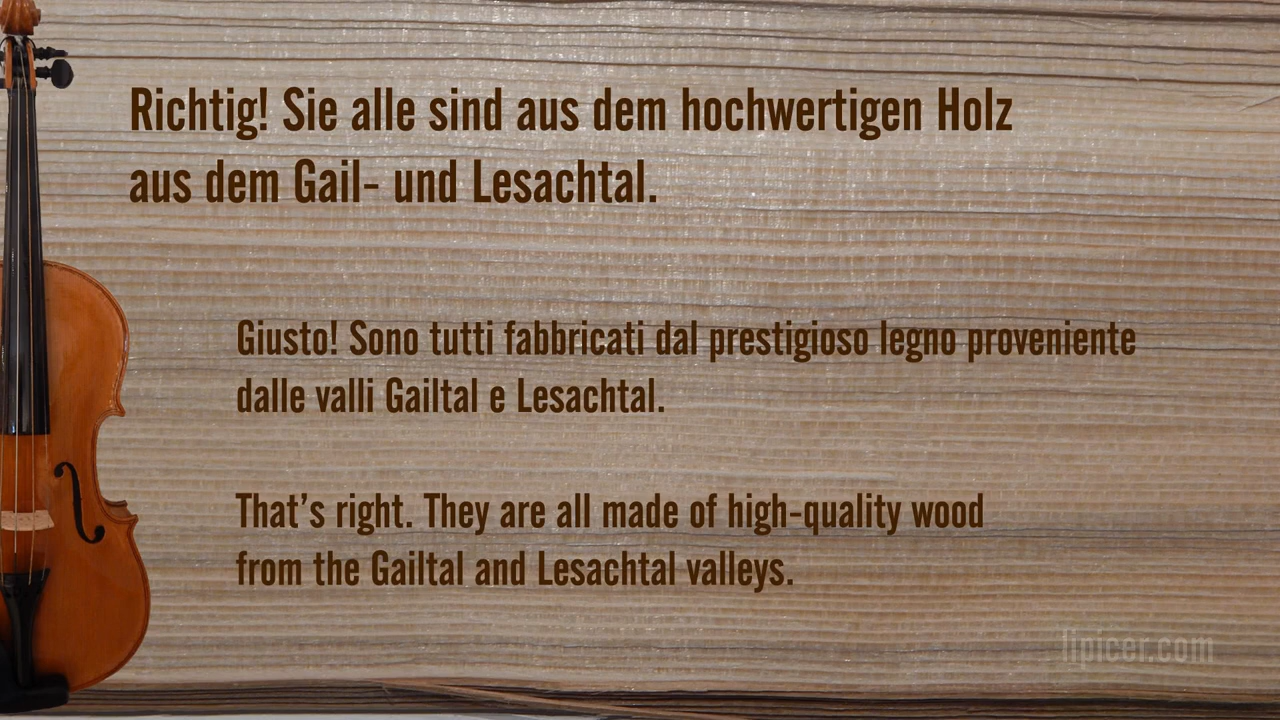 Richtig! Sie alle sind aus dem hochwertigen Holz
aus dem Gail- und Lesachtal.
Giusto! Sono tutti fabbricati dal prestigioso legno proveniente
dalle valli Gailtal e Lesachtal.
That’s right. They are all made of high-quality wood
from the Gailtal and Lesachtal valleys.
lipicer.com